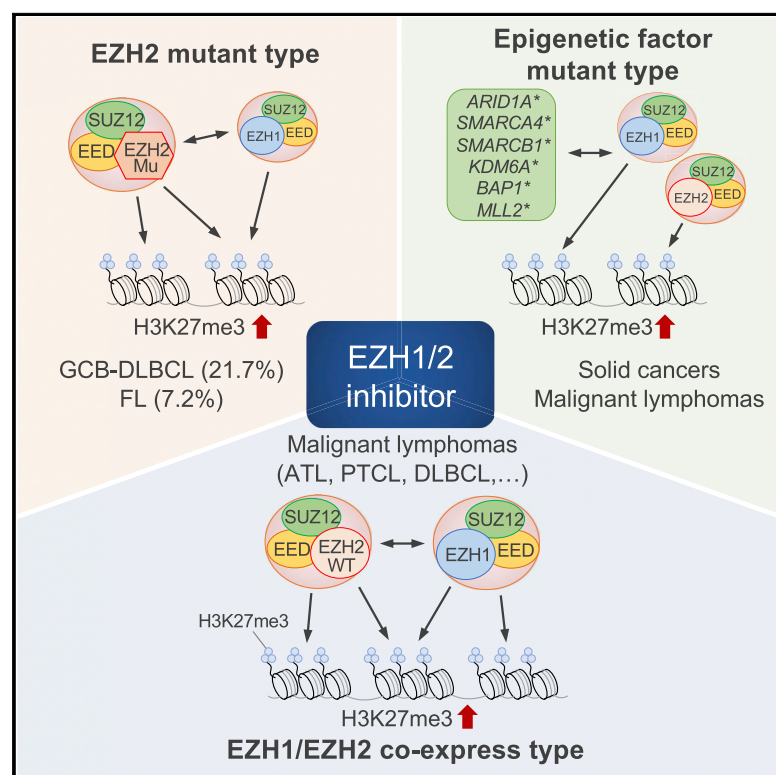 EZH2 mutant type
SUZ12
EED
EZH2
Mu
SUZ12
EZH1
EED
H3K27me3
GCB-DLBCL (21.7%)
FL (7.2%)
Epigenetic factor
mutant type
ARID1A*
SMARCA4*
SMARCB1*
KDM6A*
BAP1*
MLL2*
SUZ12
EZH1
EED
SUZ12
EZH2
EED
H3K27me3
Solid cancers
Malignant lymphomas
EZH1/2
inhibitor
Malignant lymphomas
(ATL, PTCL, DLBCL,...)
SUZ12
EED
EZH2
WT
SUZ12
EZH1
EED
H3K27me3
H3K27me3
EZH1/EZH2 co-express type